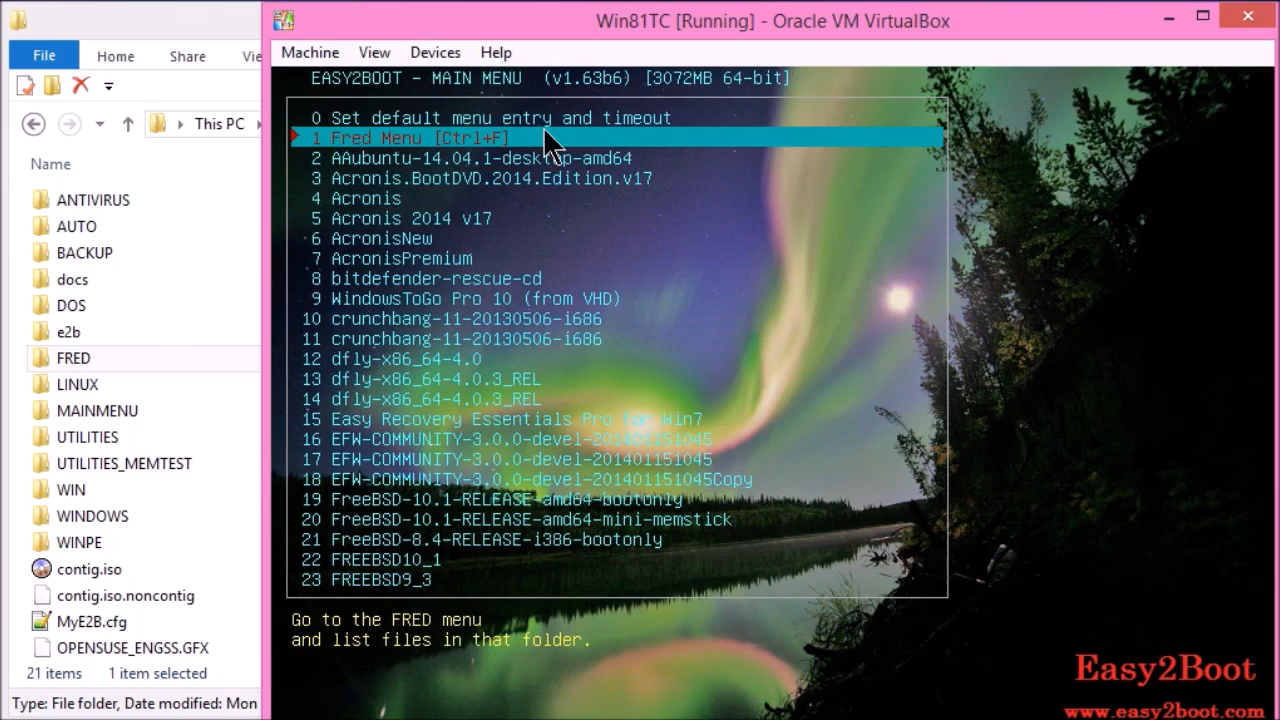 File
Home
Share
Vie
This PC
Name
ANTIVIRUS
AUTO
BACKUP
docs
DOS
e2b
FRED
LINUX
MAINMENU
UTILITIES
UTILITIES_MEMTEST
WIN
WINDOWS
WINPE
contig.iso
contig.iso.noncontig
MyE2B.cfg
OPENSUSE_ENGSS.GFX
21 items 1 item selected
Type: File folder, Date modified: Mon
Win81TC [Running] - Oracle VM VirtualBox
Machine View Devices Help
EASY2BOOT - MAIN MENU (v1.63b6) [3072MB 64-bit]
0 Set default menu entry and timeout
1 Fred Menu [Ctrl+F]
2 AAubuntu-14.04.1-desktop-amd64
3 Acronis.BootDVD.2014.Edition.v17
4 Acronis
5 Acronis 2014 v17
6 AcronisNew
7 AcronisPremium
8 bitdefender-rescue-cd
9 WindowsToGo Pro 10 (from VHD)
10 crunchbang-11-20130506-i686
11 crunchbang-11-20130506-i686
12 dfly-x86_64-4.0
13 dfly-x86_64-4.0.3_REL
14 dfly-x86_64-4.0.3_REL
15 Easy Recovery Essentials Pro for Win7
16 EFW-COMMUNITY-3.0.0-devel-201401151045
17 EFW-COMMUNITY-3.0.0-devel-201401151045
18 EFW-COMMUNITY-3.0.0-devel-201401151045Copy
19 FreeBSD-10.1-RELEASE-amd64-bootonly
20 FreeBSD-10.1-RELEASE-amd64-mini-memstick
21 FreeBSD-8.4-RELEASE-i386-bootonly
22 FREEBSD10_1
23 FREEBSD9_3
Go to the FRED menu
and list files in that folder.
Easy2Boot
www.easy2boot.com